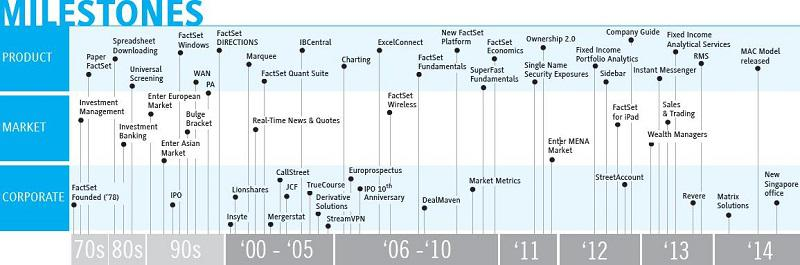 MILESTONES
PRODUCT
Paper
FactSet
Spreadsheet
Downloading
Universal
Screening
FactSet
Windows
WAN
PA
FactSet
DIRECTIONS
Marquee
FactSet Quant Suite
IBCentral
Charting
ExcelConnect
FactSet
Fundamentals
New FactSet
Platform
SuperFast
Fundamentals
FactSet
Economics
Ownership 2.0
Single Name
Security Exposures
Fixed Income
Portfolio Analytics
Sidebar
Company Guide
Instant Messenger
Fixed Income
Analytical Services
RMS
MAC Model
released
MARKET
Investment
Management
Investment
Banking
Enter European
Market
Enter Asian
Market
Bulge
Bracket
Real-Time News & Quotes
FactSet
Wireless
Enter MENA
Market
FactSet
for iPad
Sales
& Trading
Wealth Managers
CORPORATE
FactSet
Founded ('78)
IPO
Lionshares
Insyte
CallStreet
JCF
Mergerstat
TrueCourse
Derivative
Solutions
StreamVPN
Europrospectus
IPO 10th
Anniversary
DealMaven
Market Metrics
StreetAccount
Revere
Matrix
Solutions
New
Singapore
office
70s
80s
90s
‘00 - ‘05
‘06 -‘10
‘11
‘12
‘13
‘14